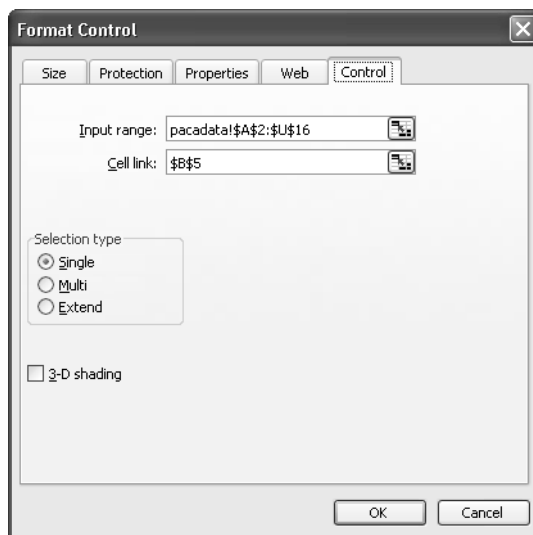 Format Control
Size Protection Properties Web Control
Input range: pacadata!$A$2:$U$16
Cell link: $B$5
Selection type
Single
Multi
Extend
3-D shading
OK Cancel